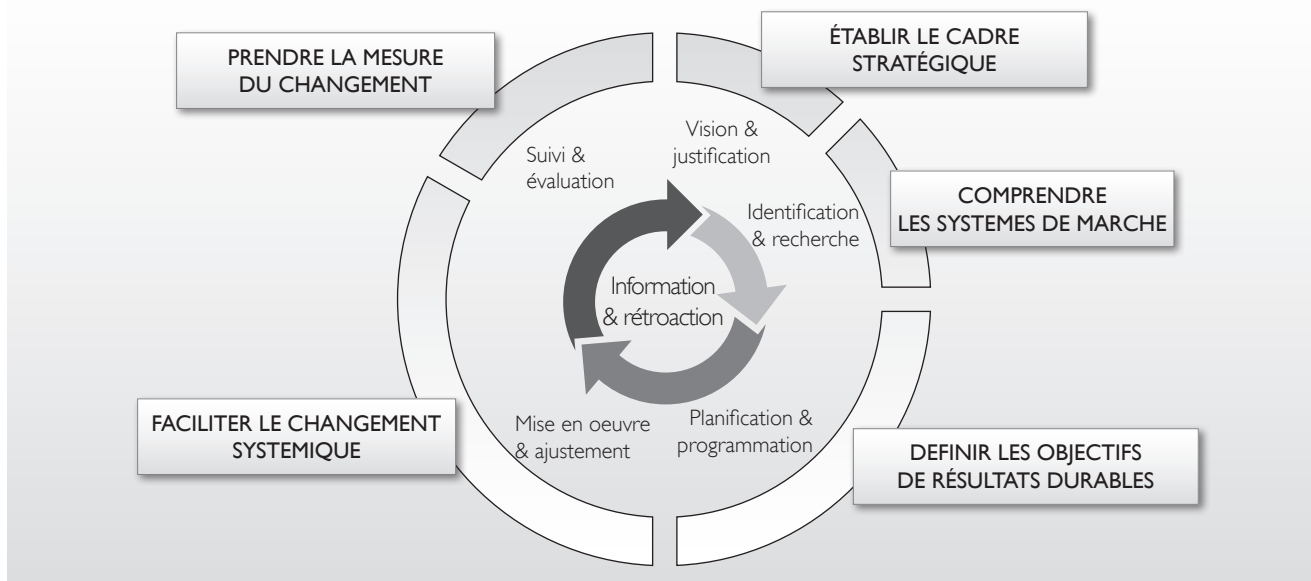 PRENDRE LA MESURE
DU CHANGEMENT
ÉTABLIR LE CADRE
STRATÉGIQUE
Vision &
justification
Suivi &
évaluation
COMPRENDRE
LES SYSTEMES DE MARCHE
Identification
& recherche
Information
& rétroaction
FACILITER LE CHANGEMENT
SYSTEMIQUE
Mise en oeuvre
& ajustement
Planification &
programmation
DEFINIR LES OBJECTIFS
DE RÉSULTATS DURABLES